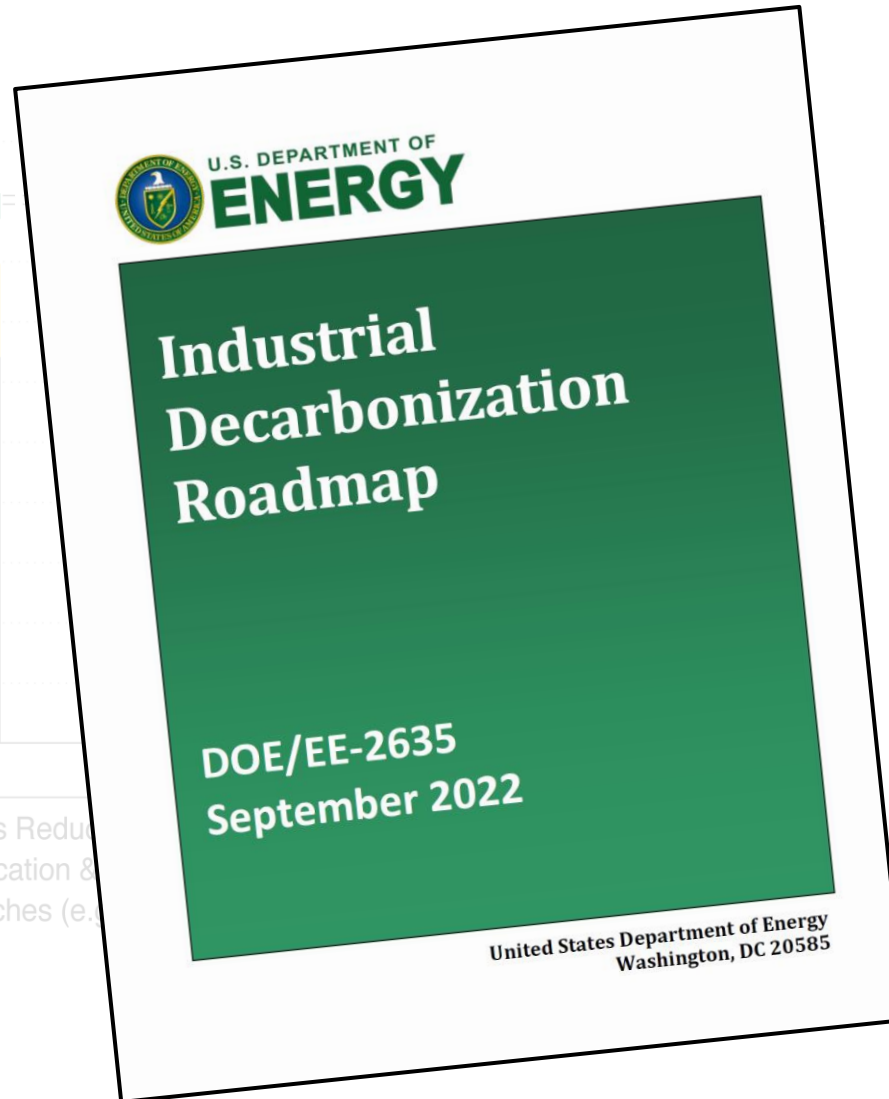 U.S. DEPARTMENT OF
ENERGY
Industrial
Decarbonization
Roadmap
DOE/EE-2635
September 2022
United States Department of Energy
Washington, DC 20585